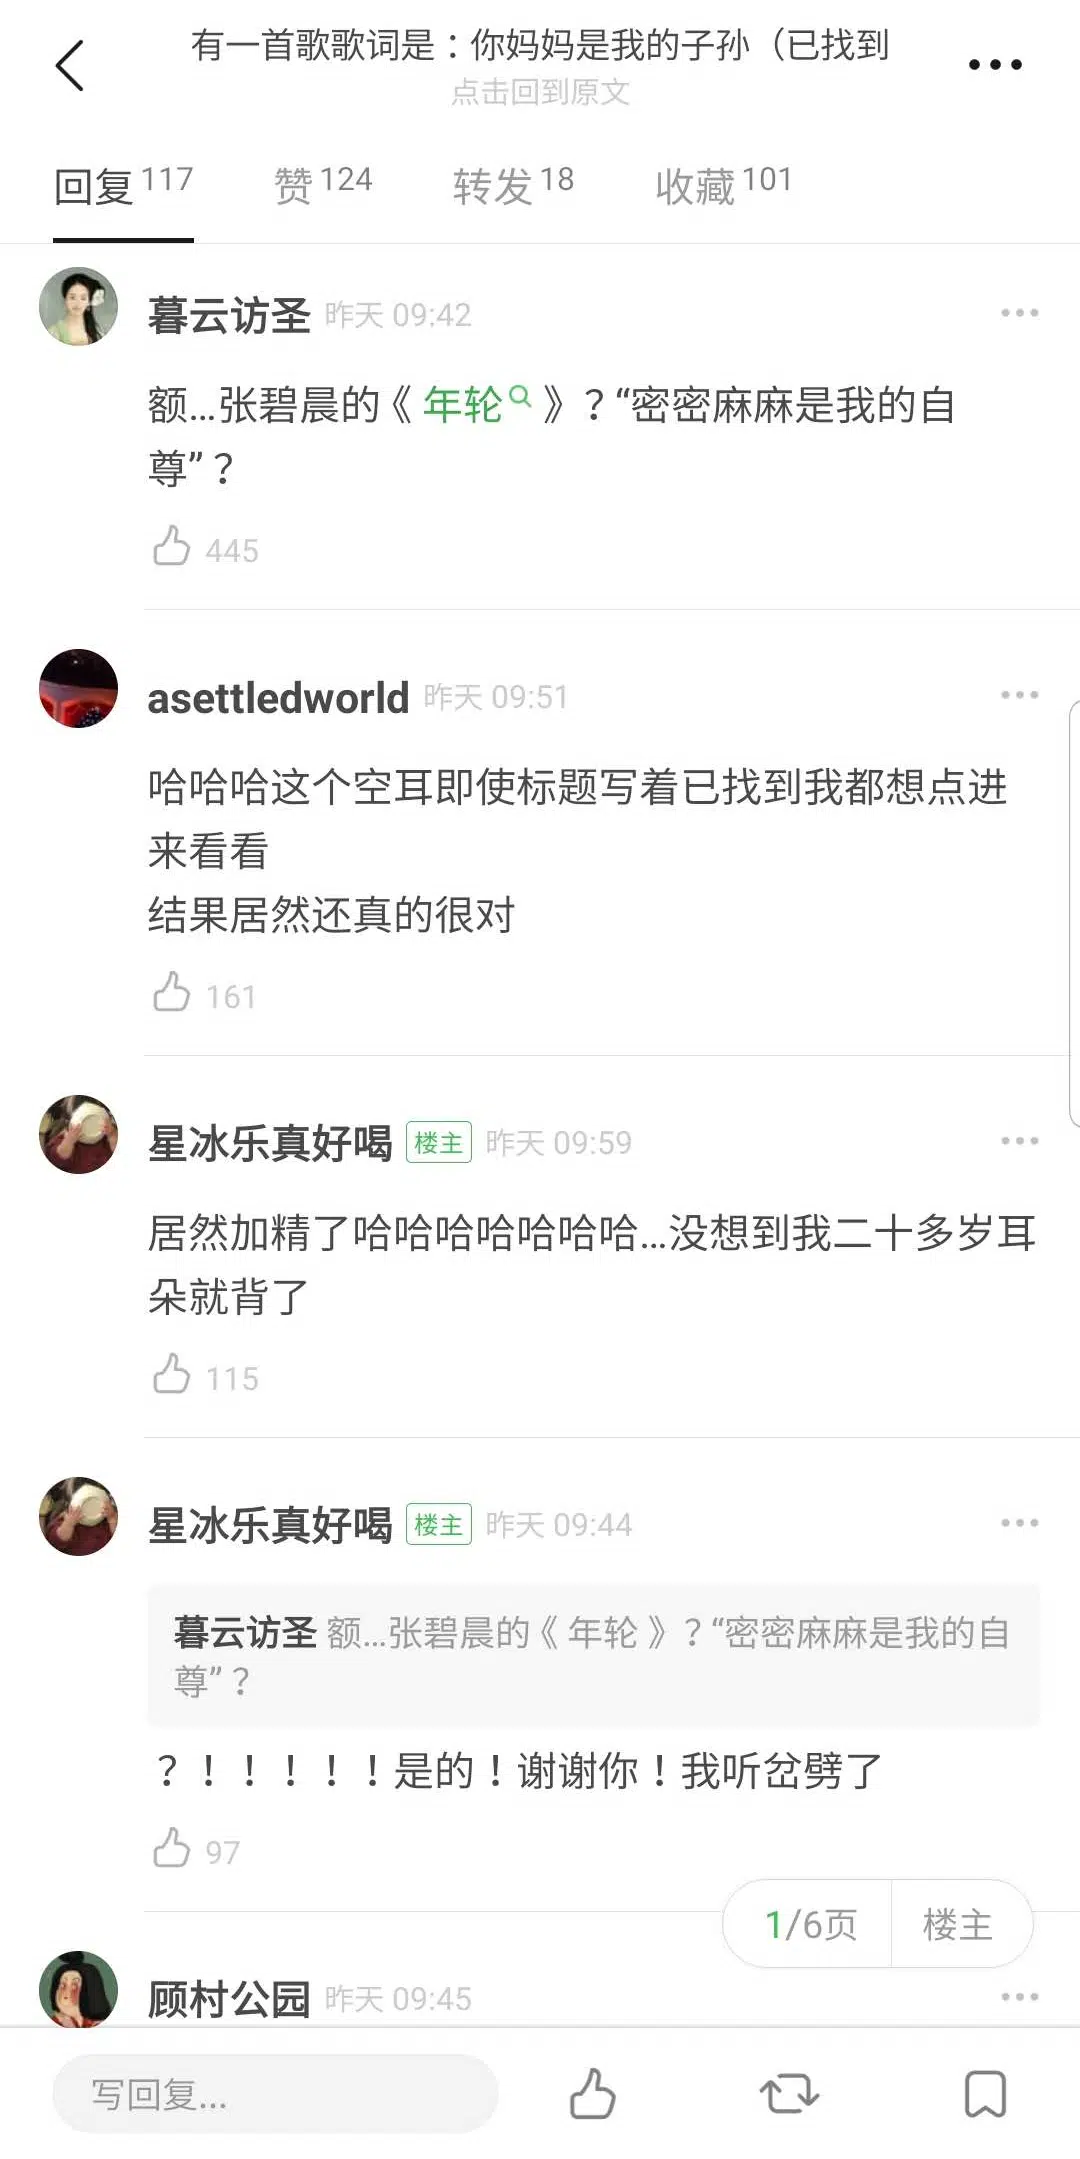 有一首歌歌词是：你妈妈是我的子孙（已找到
点击回到原文
回复 117 赞 124 转发 18 收藏 101
暮云访圣 昨天 09:42
额...张碧晨的《 年轮 》？“密密麻麻是我的自
尊”？
445
asettledworld 昨天 09:51
哈哈哈这个空耳即使标题写着已找到我都想点进
来看看
结果居然还真的很对
161
星冰乐真好喝 楼主 昨天 09:59
居然加精了哈哈哈哈哈哈哈...没想到我二十多岁耳
朵就背了
115
星冰乐真好喝 楼主 昨天 09:44
暮云访圣 额...张碧晨的《 年轮 》？“密密麻麻是我的自
尊”？
？！！！！！是的！谢谢你！我听岔劈了
97
1/6页 楼主
顾村公园 昨天 09:45
写回复...